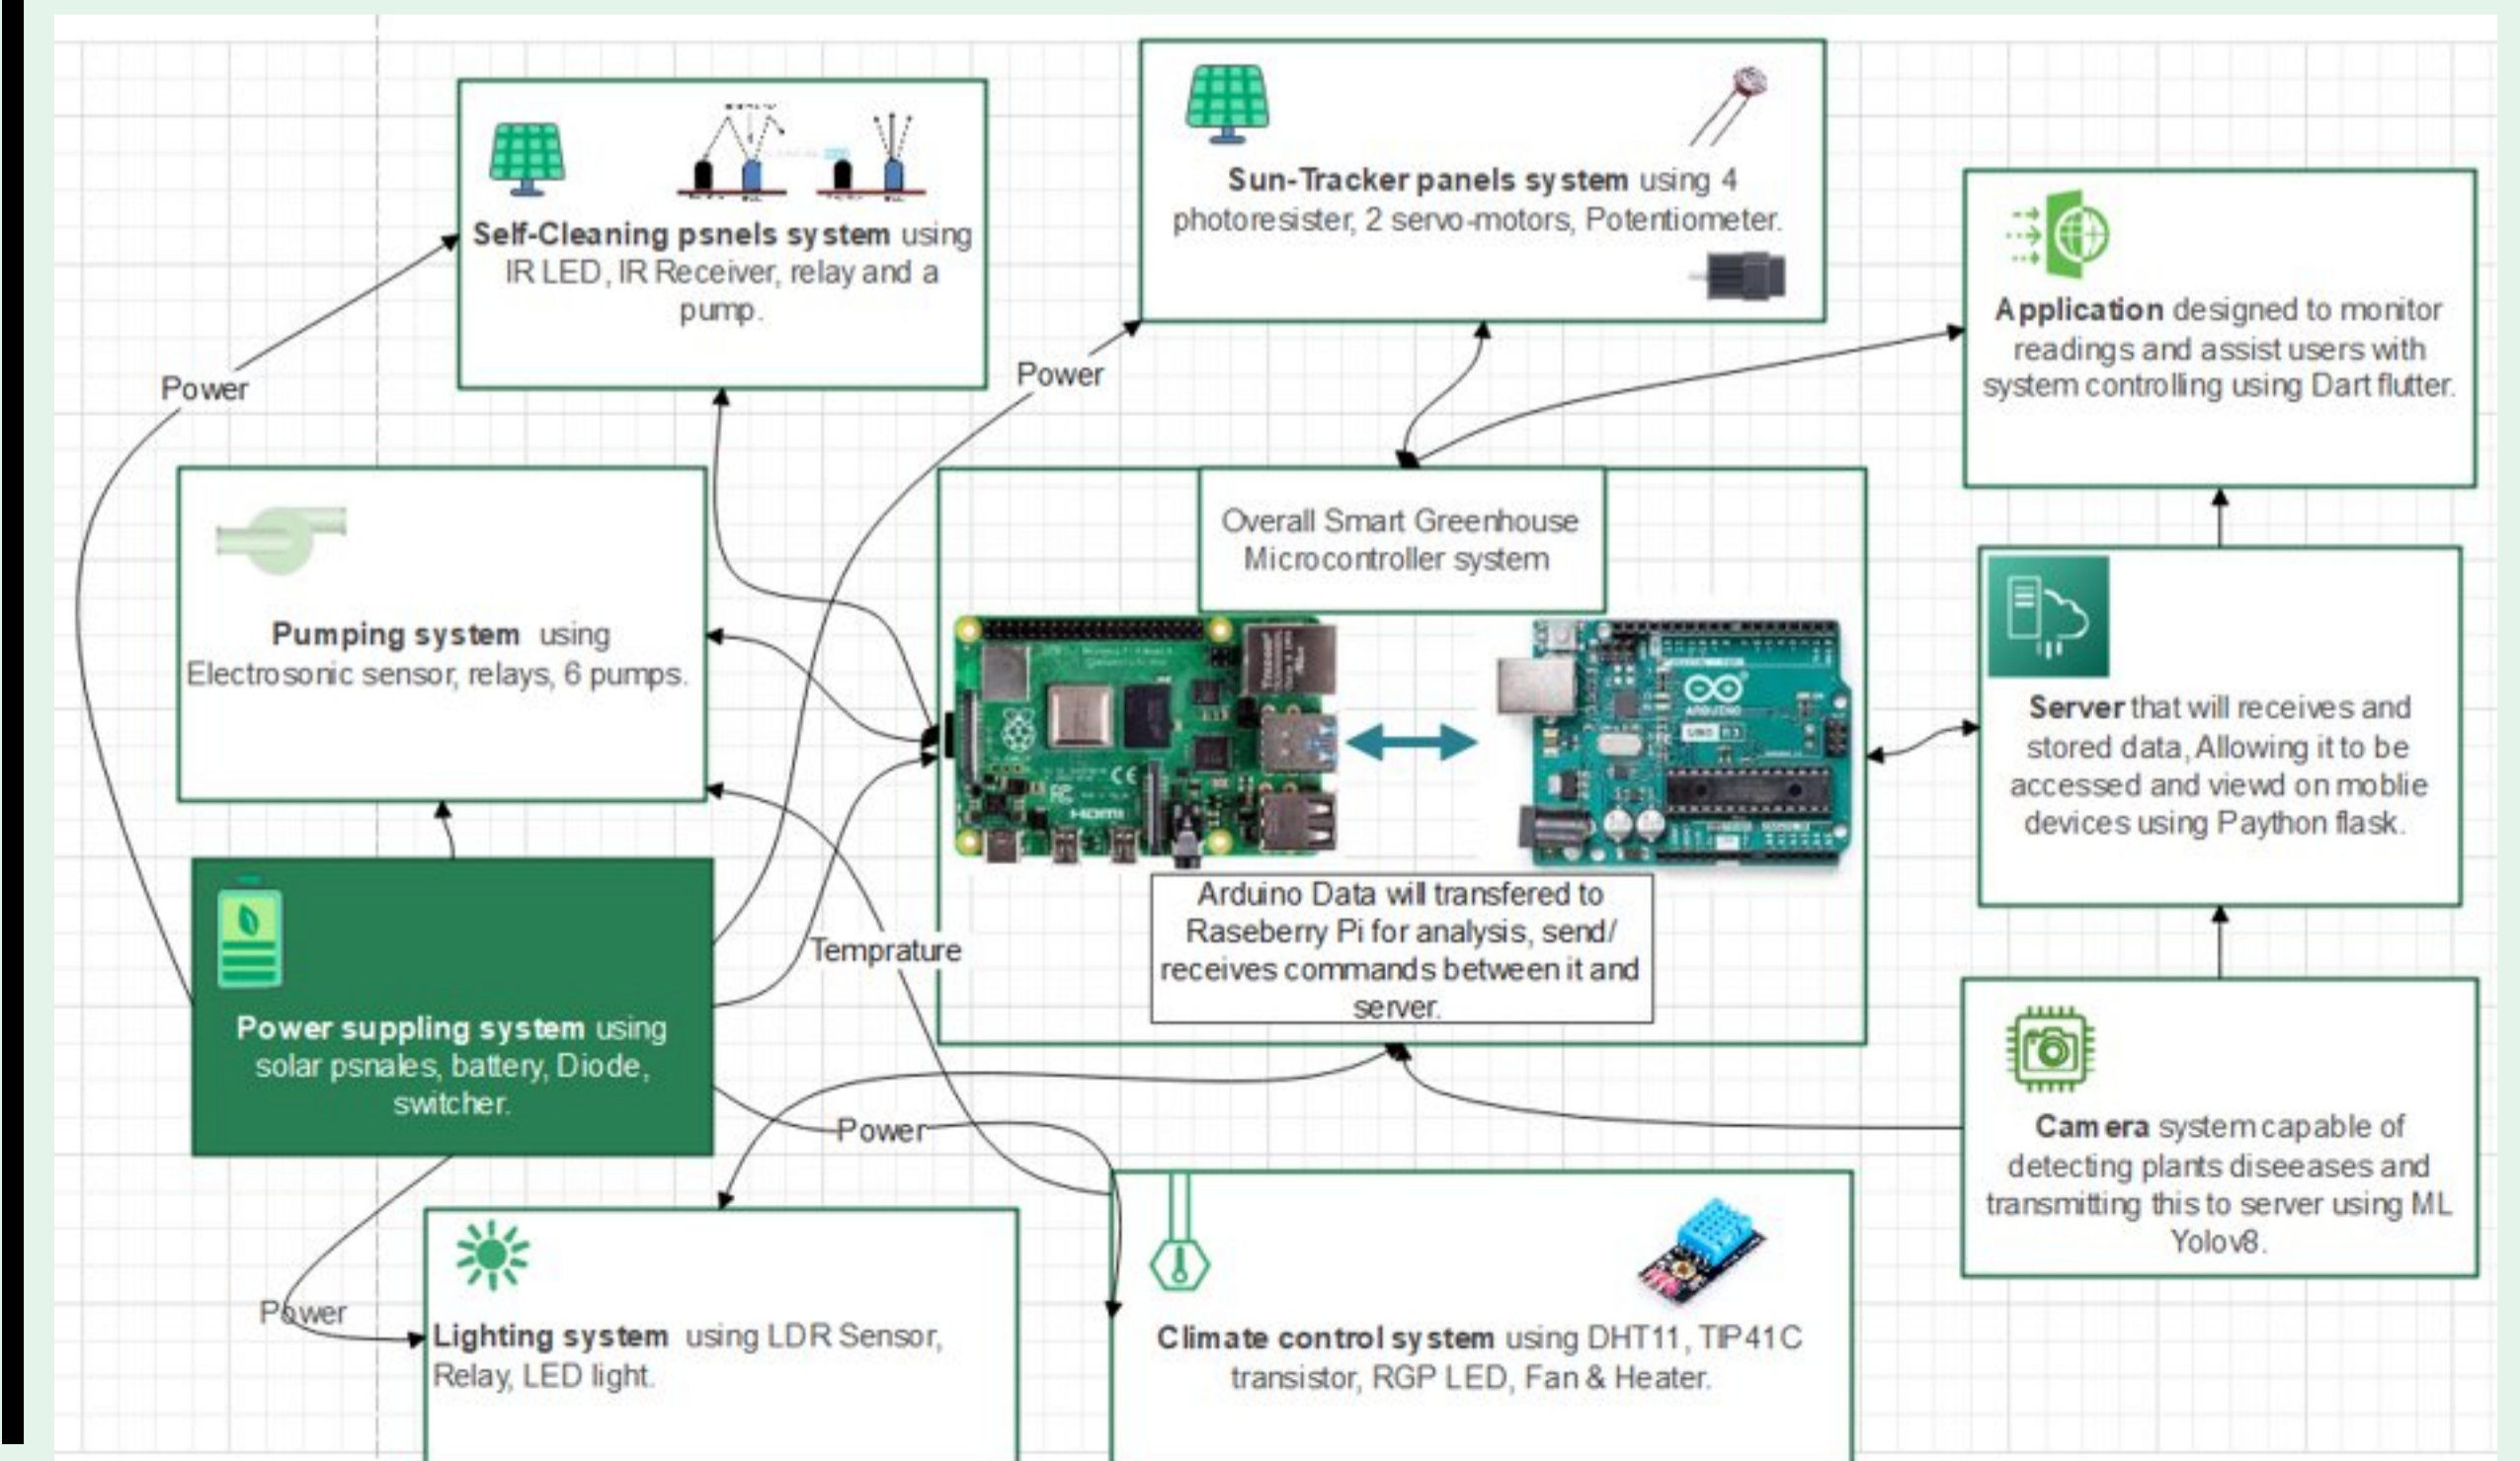 Self-Cleaning psnels system using
IR LED, IR Receiver, relay and a
pump.
Sun-Tracker panels system using 4
photoresister, 2 servo-motors, Potentiometer.
Application designed to monitor
readings and assist users with
system controlling using Dart flutter.
Power
Power
Overall Smart Greenhouse
Microcontroller system
Pumping system using
Electrosonic sensor, relays, 6 pumps.
Server that will receives and
stored data, Allowing it to be
accessed and viewd on moblie
devices using Paython flask.
ARDUINO
UNO
HDMI
Arduino Data will transfered to
Raseberry Pi for analysis, send/
receives commands between it and
server.
Temprature
Power suppling system using
solar psnales, battery, Diode,
switcher.
Power
Camera system capable of
detecting plants diseeases and
transmitting this to server using ML
Yolov8.
Power
Lighting system using LDR Sensor,
Relay, LED light.
Climate control system using DHT11, TIP41C
transistor, RGP LED, Fan & Heater.